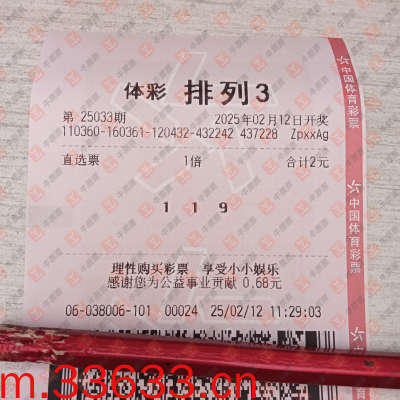 体彩 排列3
第 25033期 2025年02月12日开奖
110360-160361-120432-432242 437228 ZpxxAg
直选票 1倍 合计2元
1 1 9
理性购买彩票 享受小小娱乐
感谢您为公益事业贡献 0.68元
06-038006-101 00024 25/02/12 11:29:03
中国体育彩票
中国体育彩票
m.33633.cn